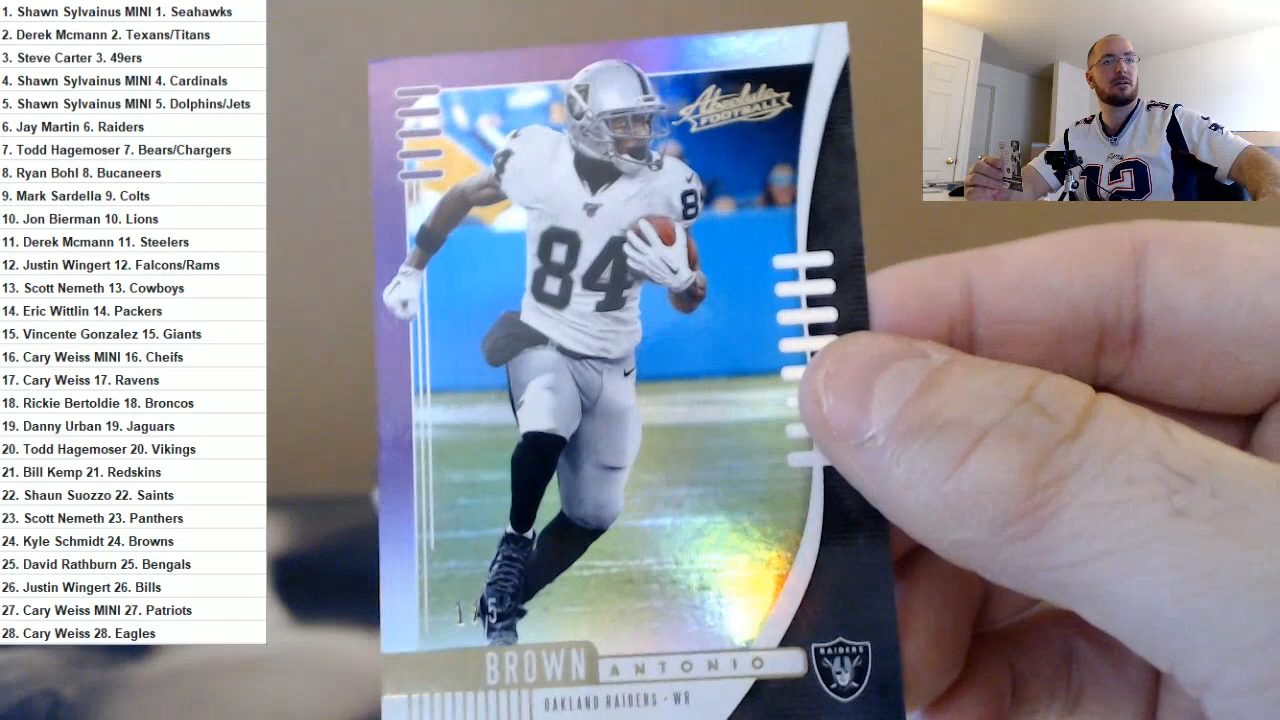 1. Shawn Sylvainus MINI 1. Seahawks
2. Derek Mcmann 2. Texans/Titans
3. Steve Carter 3. 49ers
4. Shawn Sylvainus MINI 4. Cardinals
5. Shawn Sylvainus MINI 5. Dolphins/Jets
6. Jay Martin 6. Raiders
7. Todd Hagemoser 7. Bears/Chargers
8. Ryan Bohl 8. Bucaneers
9. Mark Sardella 9. Colts
10. Jon Bierman 10. Lions
11. Derek Mcmann 11. Steelers
12. Justin Wingert 12. Falcons/Rams
13. Scott Nemeth 13. Cowboys
14. Eric Wittlin 14. Packers
15. Vincente Gonzalez 15. Giants
16. Cary Weiss MINI 16. Cheifs
17. Cary Weiss 17. Ravens
18. Rickie Bertoldie 18. Broncos
19. Danny Urban 19. Jaguars
20. Todd Hagemoser 20. Vikings
21. Bill Kemp 21. Redskins
22. Shaun Suozzo 22. Saints
23. Scott Nemeth 23. Panthers
24. Kyle Schmidt 24. Browns
25. David Rathburn 25. Bengals
26. Justin Wingert 26. Bills
27. Cary Weiss MINI 27. Patriots
28. Cary Weiss 28. Eagles
Absolute
FOOTBALL
84
8
84
BROWN ANTONIO
OAKLAND RAIDERS · WR
RAIDERS
12